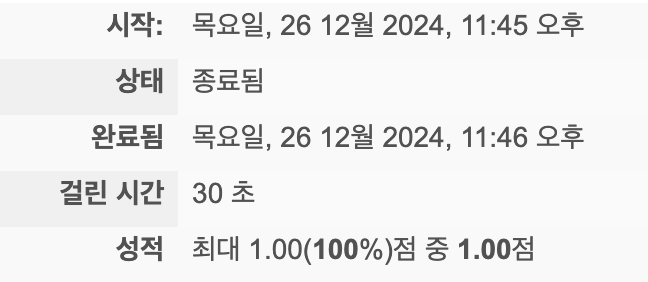 시작: 목요일, 26 12월 2024, 11:45 오후
상태 종료됨
완료됨 목요일, 26 12월 2024, 11:46 오후
걸린 시간 30 초
성적 최대 1.00(100%)점 중 1.00점